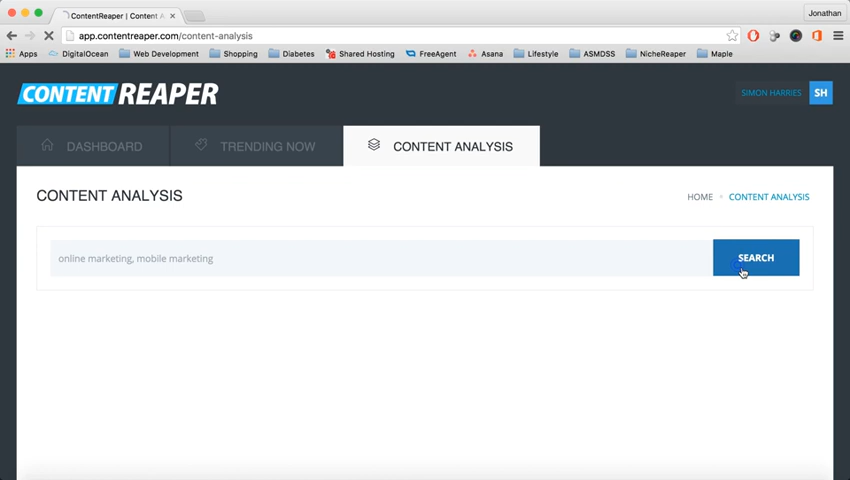 ContentReaper | Content A
Jonathan
app.contentreaper.com/content-analysis
Apps DigitalOcean Web Development Shopping Diabetes Shared Hosting FreeAgent Asana Lifestyle ASMDSS NicheReaper Maple
CONTENT REAPER
SIMON HARRIES SH
DASHBOARD TRENDING NOW CONTENT ANALYSIS
CONTENT ANALYSIS
HOME CONTENT ANALYSIS
online marketing, mobile marketing
SEARCH